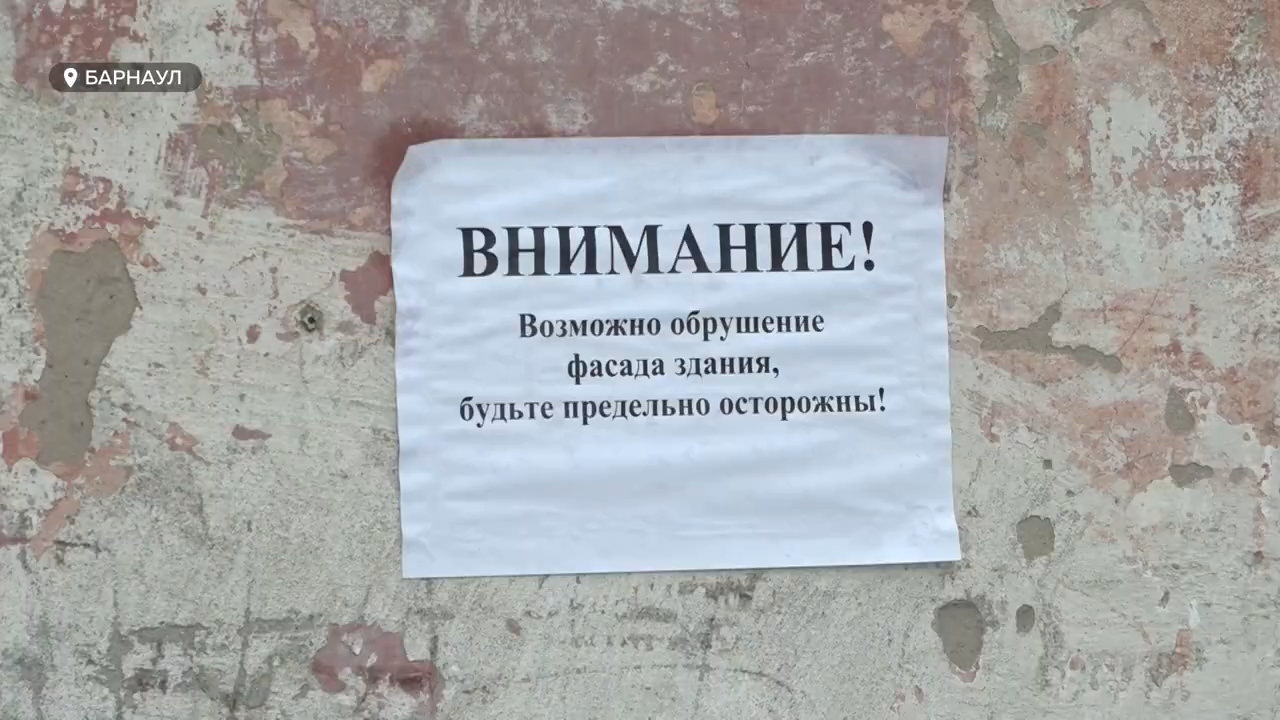 БАРНАУЛ
ВНИМАНИЕ!
Возможно обрушение
фасада здания,
будьте предельно осторожны!